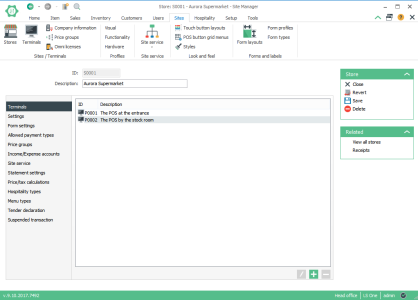 Store: S0001 - Aurora Supermarket - Site Manager
Home Item Sales Inventory Customers Users Sites Hospitality Setup Tools
Stores
Terminals
Company information
Price groups
Omni licenses
Sites / Terminals
Visual
Functionality
Hardware
Profiles
Site service
Site service
Touch button layouts
POS button grid menus
Styles
Look and feel
Form layouts
Form profiles
Form types
Forms and labels
ID: S0001
Description: Aurora Supermarket
Terminals
Settings
Form settings
Allowed payment types
Price groups
Income/Expense accounts
Site service
Statement settings
Price/tax calculations
Hospitality types
Menu types
Tender declaration
Suspended transaction
ID Description
P0001 The POS at the entrance
P0002 The POS by the stock room
Store
Close
Revert
Save
Delete
Related
View all stores
Receipts
Head office LS One admin